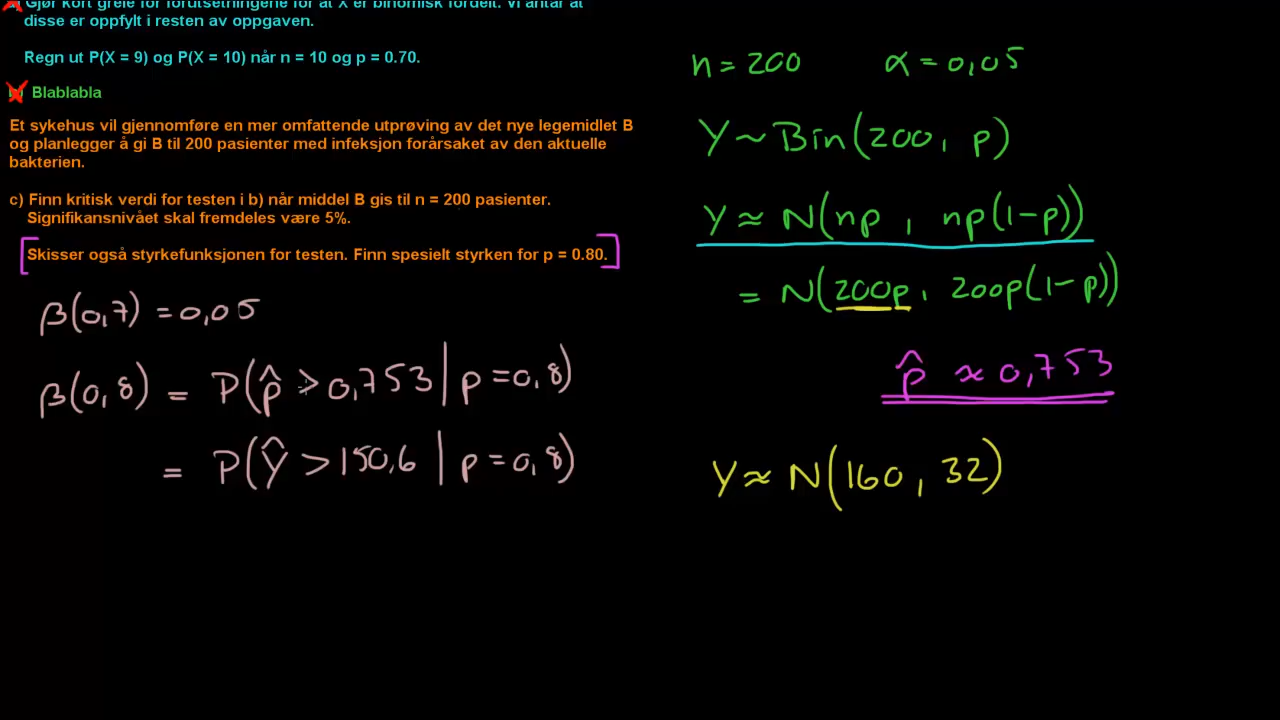 a) Gjør kort greie for forutsetningene for at X er binomisk fordelt. Vi antar at
disse er oppfylt i resten av oppgaven.
Regn ut P(X = 9) og P(X = 10) når n = 10 og p = 0.70.
b) Blablabla
Et sykehus vil gjennomføre en mer omfattende utprøving av det nye legemidlet B
og planlegger å gi B til 200 pasienter med infeksjon forårsaket av den aktuelle
bakterien.
c) Finn kritisk verdi for testen i b) når middel B gis til n = 200 pasienter.
Signifikansnivået skal fremdeles være 5%.
Skisser også styrkefunksjonen for testen. Finn spesielt styrken for p = 0.80.
β(0,7) = 0,05
β(0,8) = P(p̂ > 0,753 | p = 0,8)
= P(Ŷ > 150,6 | p = 0,8)
n = 200 α = 0,05
Y ~ Bin(200, p)
Y ≈ N(np, np(1-p))
= N(200p, 200p(1-p))
p̂ ≈ 0,753
Y ≈ N(160, 32)